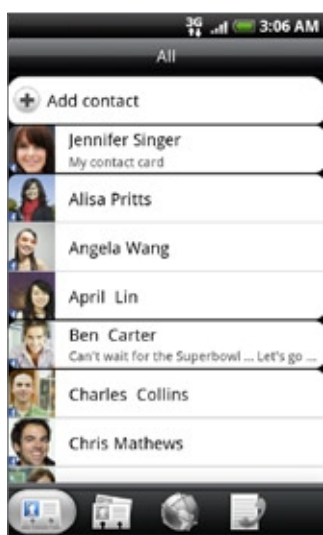 3G 3:06 AM
All
Add contact
Jennifer Singer
My contact card
Alisa Pritts
Angela Wang
April Lin
Ben Carter
Can't wait for the Superbowl ... Let's go ...
Charles Collins
Chris Mathews